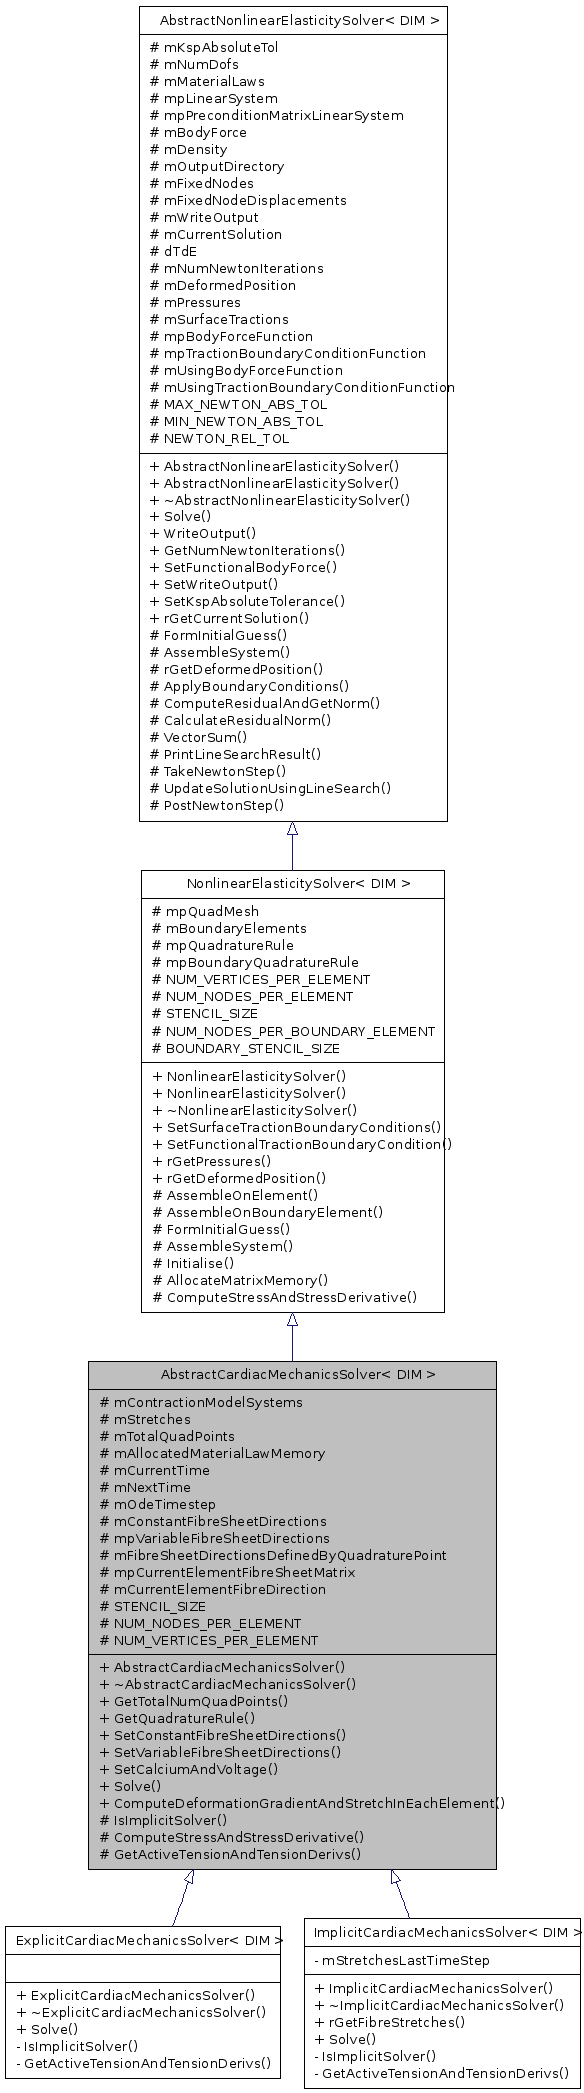 AbstractNonlinearElasticitySolver< DIM >
# mKspAbsoluteTol
# mNumDofs
# mMaterialLaws
# mpLinearSystem
# mpPreconditionMatrixLinearSystem
# mBodyForce
# mDensity
# mOutputDirectory
# mFixedNodes
# mFixedNodeDisplacements
# mWriteOutput
# mCurrentSolution
# dTdE
# mNumNewtonIterations
# mDeformedPosition
# mPressures
# mSurfaceTractions
# mpBodyForceFunction
# mpTractionBoundaryConditionFunction
# mUsingBodyForceFunction
# mUsingTractionBoundaryConditionFunction
# MAX_NEWTON_ABS_TOL
# MIN_NEWTON_ABS_TOL
# NEWTON_REL_TOL
+ AbstractNonlinearElasticitySolver()
+ AbstractNonlinearElasticitySolver()
+ ~AbstractNonlinearElasticitySolver()
+ Solve()
+ WriteOutput()
+ GetNumNewtonIterations()
+ SetFunctionalBodyForce()
+ SetWriteOutput()
+ SetKspAbsoluteTolerance()
+ rGetCurrentSolution()
# FormInitialGuess()
# AssembleSystem()
# rGetDeformedPosition()
# ApplyBoundaryConditions()
# ComputeResidualAndGetNorm()
# CalculateResidualNorm()
# VectorSum()
# PrintLineSearchResult()
# TakeNewtonStep()
# UpdateSolutionUsingLineSearch()
# PostNewtonStep()
NonlinearElasticitySolver< DIM >
# mpQuadMesh
# mBoundaryElements
# mpQuadratureRule
# mpBoundaryQuadratureRule
# NUM_VERTICES_PER_ELEMENT
# NUM_NODES_PER_ELEMENT
# STENCIL_SIZE
# NUM_NODES_PER_BOUNDARY_ELEMENT
# BOUNDARY_STENCIL_SIZE
+ NonlinearElasticitySolver()
+ NonlinearElasticitySolver()
+ ~NonlinearElasticitySolver()
+ SetSurfaceTractionBoundaryConditions()
+ SetFunctionalTractionBoundaryCondition()
+ rGetPressures()
+ rGetDeformedPosition()
# AssembleOnElement()
# AssembleOnBoundaryElement()
# FormInitialGuess()
# AssembleSystem()
# Initialise()
# AllocateMatrixMemory()
# ComputeStressAndStressDerivative()
AbstractCardiacMechanicsSolver< DIM >
# mContractionModelSystems
# mStretches
# mTotalQuadPoints
# mAllocatedMaterialLawMemory
# mCurrentTime
# mNextTime
# mOdeTimestep
# mConstantFibreSheetDirections
# mpVariableFibreSheetDirections
# mFibreSheetDirectionsDefinedByQuadraturePoint
# mpCurrentElementFibreSheetMatrix
# mCurrentElementFibreDirection
# STENCIL_SIZE
# NUM_NODES_PER_ELEMENT
# NUM_VERTICES_PER_ELEMENT
+ AbstractCardiacMechanicsSolver()
+ ~AbstractCardiacMechanicsSolver()
+ GetTotalNumQuadPoints()
+ GetQuadratureRule()
+ SetConstantFibreSheetDirections()
+ SetVariableFibreSheetDirections()
+ SetCalciumAndVoltage()
+ Solve()
+ ComputeDeformationGradientAndStretchInEachElement()
# IsImplicitSolver()
# ComputeStressAndStressDerivative()
# GetActiveTensionAndTensionDerivs()
ExplicitCardiacMechanicsSolver< DIM >
+ ExplicitCardiacMechanicsSolver()
+ ~ExplicitCardiacMechanicsSolver()
+ Solve()
- IsImplicitSolver()
- GetActiveTensionAndTensionDerivs()
ImplicitCardiacMechanicsSolver< DIM >
- mStretchesLastTimeStep
+ ImplicitCardiacMechanicsSolver()
+ ~ImplicitCardiacMechanicsSolver()
+ rGetFibreStretches()
+ Solve()
- IsImplicitSolver()
- GetActiveTensionAndTensionDerivs()